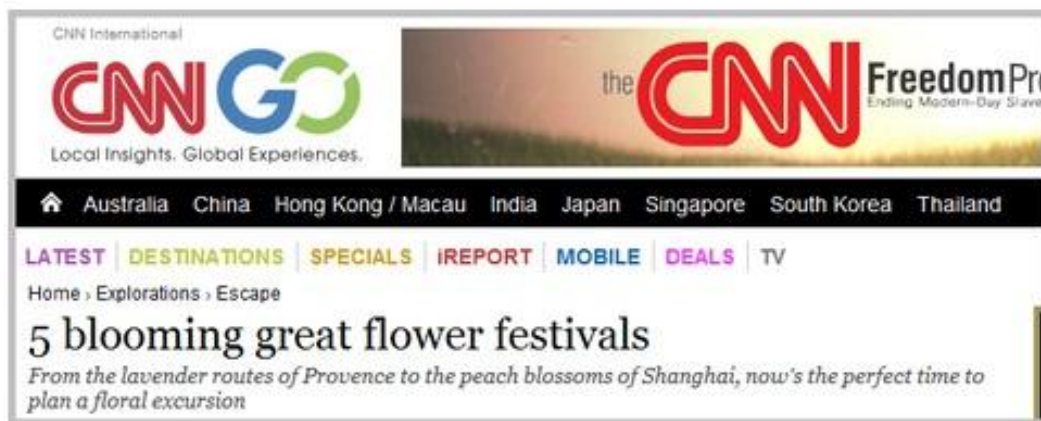 CNN International
CNN GO
Local Insights. Global Experiences.
the CNN FreedomPro
Ending Modern-Day Slave
Australia China Hong Kong / Macau India Japan Singapore South Korea Thailand
LATEST DESTINATIONS SPECIALS iREPORT MOBILE DEALS TV
Home › Explorations › Escape
5 blooming great flower festivals
From the lavender routes of Provence to the peach blossoms of Shanghai, now's the perfect time to
plan a floral excursion